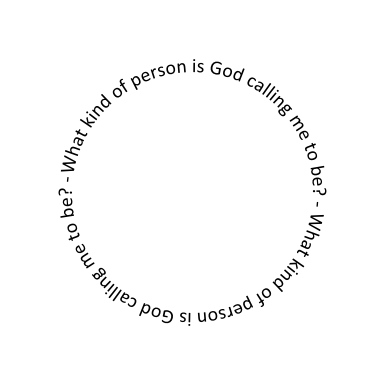 What kind of person is God calling me to be? - What kind of person is God calling me to be? -